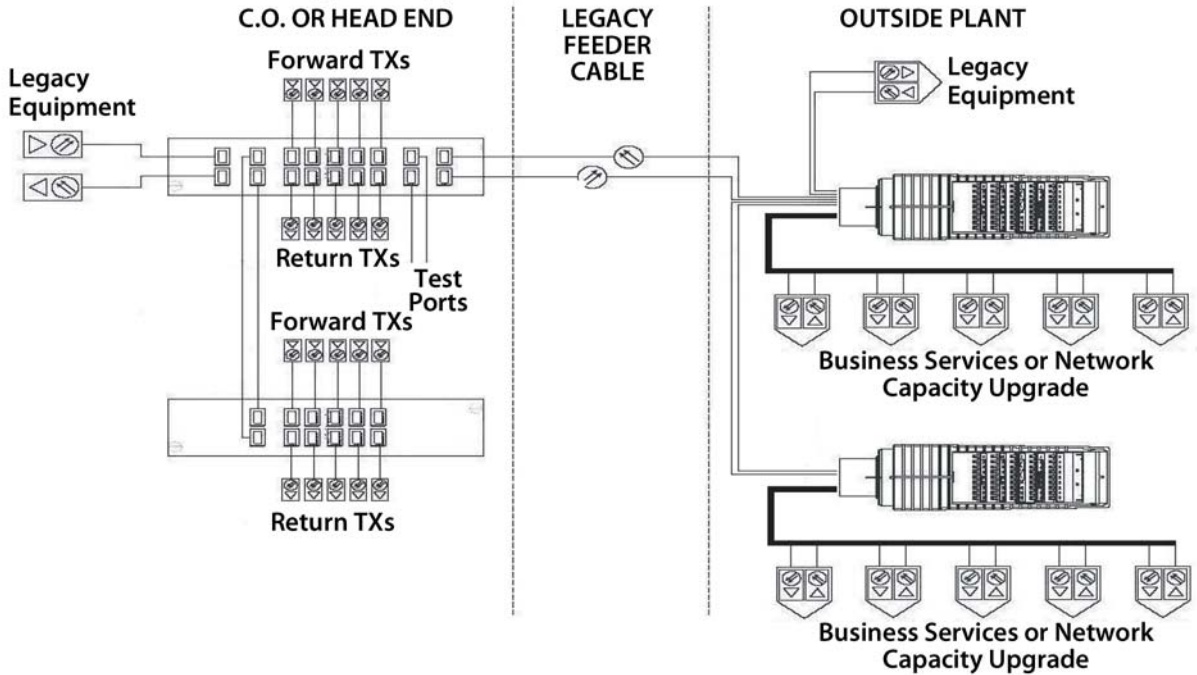 C.O. OR HEAD END
LEGACY
FEEDER
CABLE
OUTSIDE PLANT
Forward TXs
Legacy
Equipment
Legacy
Equipment
Return TXs
Test
Ports
Forward TXs
Business Services or Network
Capacity Upgrade
Return TXs
Business Services or Network
Capacity Upgrade